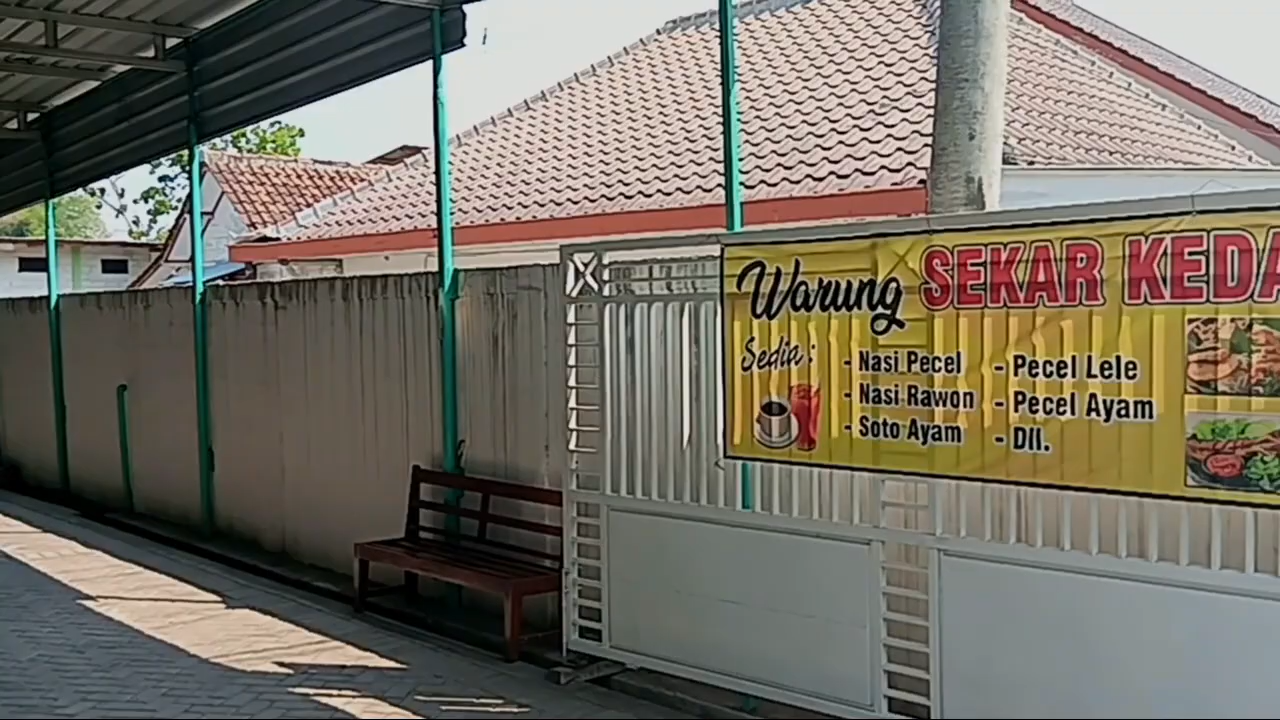 Warung SEKAR KEDA
Sedia :
- Nasi Pecel
- Nasi Rawon
- Soto Ayam
- Pecel Lele
- Pecel Ayam
- Dll.